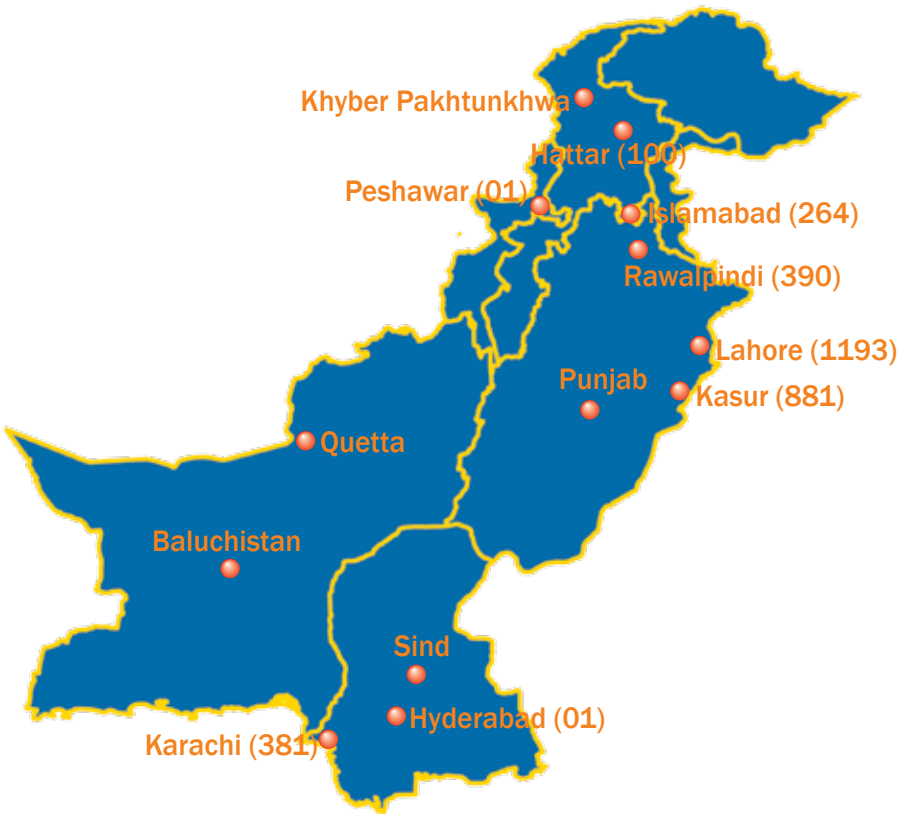 Khyber Pakhtunkhwa
Hattar (100)
Peshawar (01)
Islamabad (264)
Rawalpindi (390)
Lahore (1193)
Punjab
Kasur (881)
Quetta
Baluchistan
Sind
Hyderabad (01)
Karachi (381)